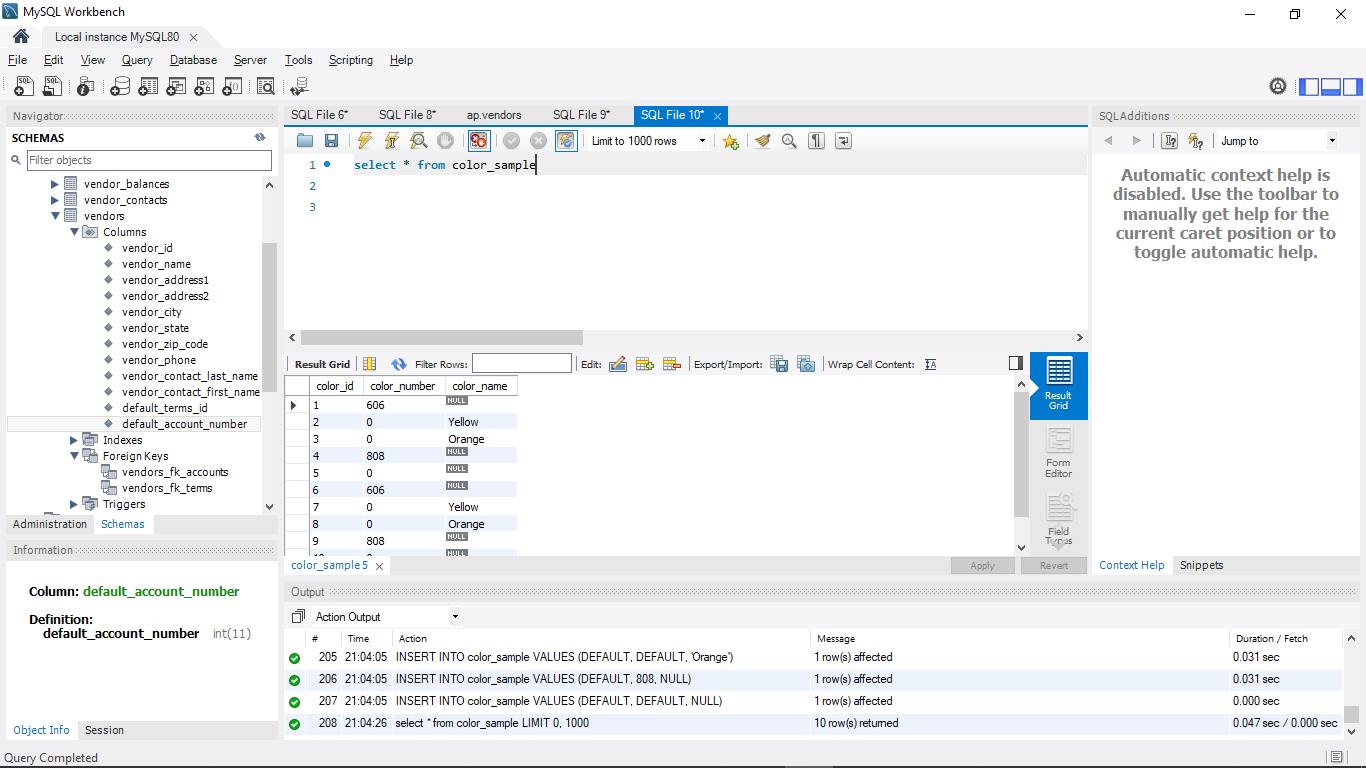 MySQL Workbench
Local instance MySQL80
File Edit View Query Database Server Tools Scripting Help
Navigator
SCHEMAS
Filter objects
vendor_balances
vendor_contacts
vendors
Columns
vendor_id
vendor_name
vendor_address1
vendor_address2
vendor_city
vendor_state
vendor_zip_code
vendor_phone
vendor_contact_last_name
vendor_contact_first_name
default_terms_id
default_account_number
Indexes
Foreign Keys
vendors_fk_accounts
vendors_fk_terms
Triggers
Administration Schemas
Information
Column: default_account_number
Definition:
default_account_number int(11)
Object Info Session
SQL File 6* SQL File 8* ap.vendors SQL File 9* SQL File 10*
Limit to 1000 rows
1 select * from color_sample
2
3
Result Grid Filter Rows: Edit: Export/Import: Wrap Cell Content:
color_id color_number color_name
1 606 NULL
2 0 Yellow
3 0 Orange
4 808 NULL
5 0 NULL
6 606 NULL
7 0 Yellow
8 0 Orange
9 808 NULL
10 0 NULL
Result
Grid
Form
Editor
Field
Types
color_sample 5
Apply Revert
SQLAdditions
Jump to
Automatic context help is
disabled. Use the toolbar to
manually get help for the
current caret position or to
toggle automatic help.
Context Help Snippets
Output
Action Output
# Time Action Message Duration / Fetch
205 21:04:05 INSERT INTO color_sample VALUES (DEFAULT, DEFAULT, 'Orange') 1 row(s) affected 0.031 sec
206 21:04:05 INSERT INTO color_sample VALUES (DEFAULT, 808, NULL) 1 row(s) affected 0.031 sec
207 21:04:05 INSERT INTO color_sample VALUES (DEFAULT, DEFAULT, NULL) 1 row(s) affected 0.000 sec
208 21:04:26 select * from color_sample LIMIT 0, 1000 10 row(s) returned 0.047 sec / 0.000 sec
Query Completed